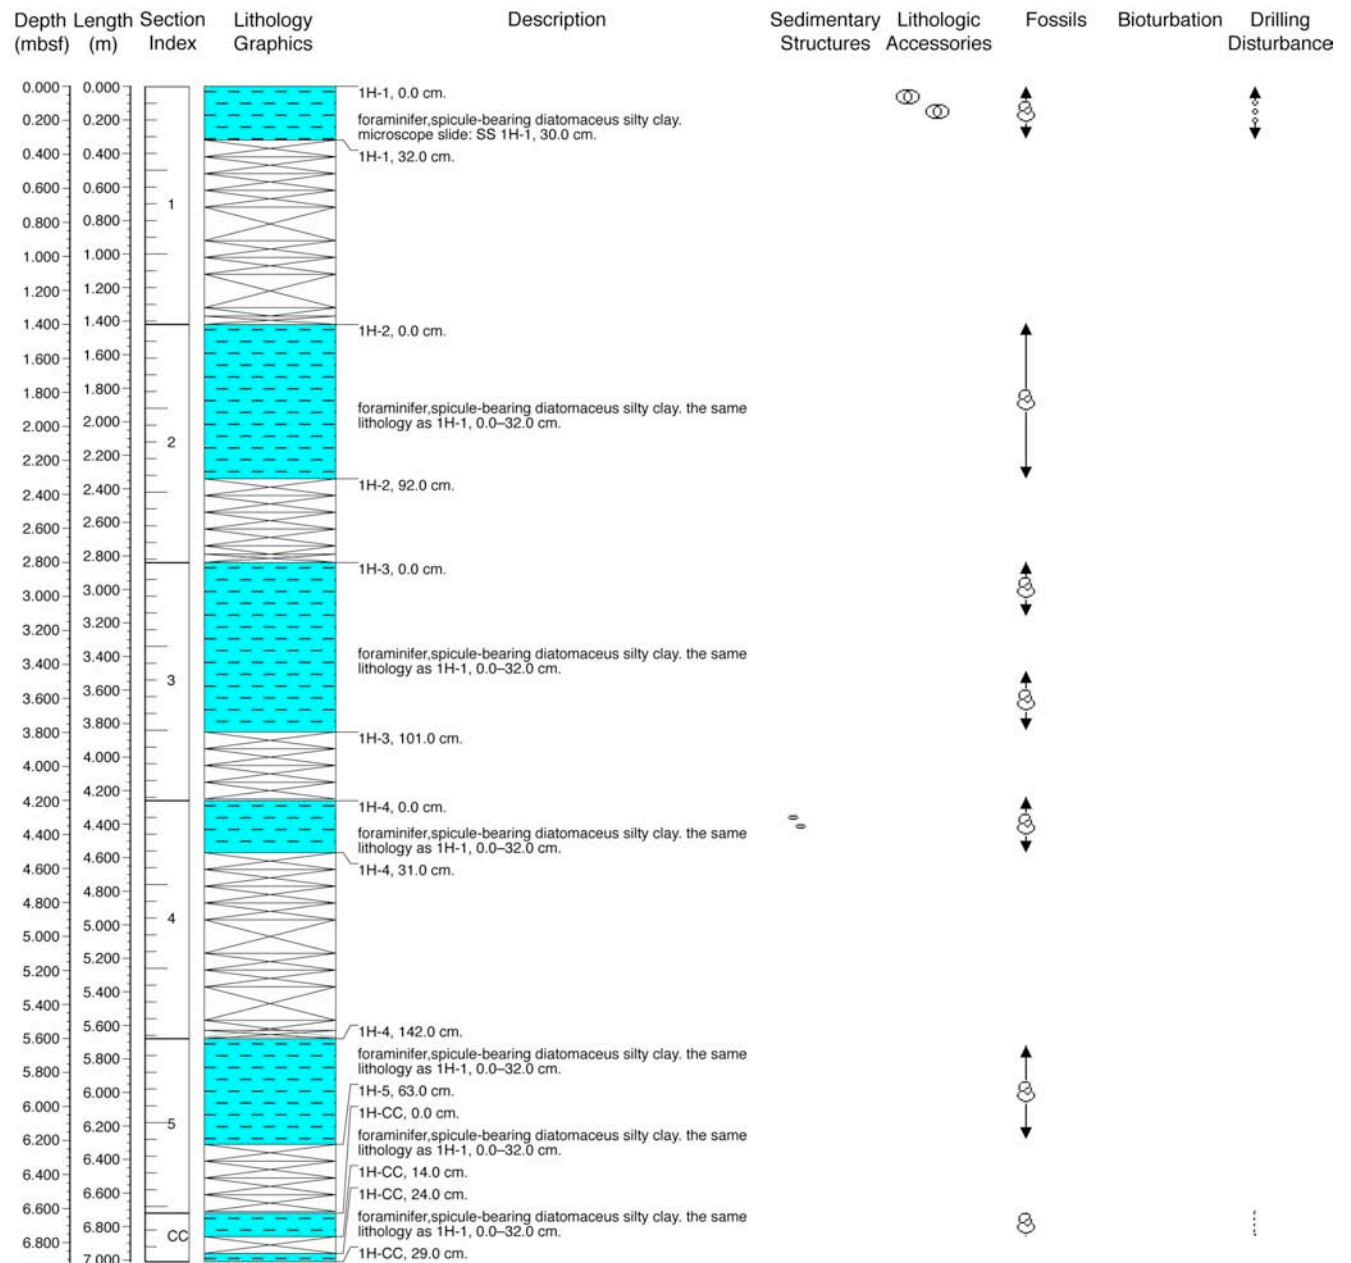 Depth Length Section Lithology Description Sedimentary Lithologic Fossils Bioturbation Drilling
(mbsf) (m) Index Graphics Structures Accessories Disturbance
0.000 0.000
1H-1, 0.0 cm.
0.200 0.200
foraminifer,spicule-bearing diatomaceus silty clay.
microscope slide: SS 1H-1, 30.0 cm.
0.400 0.400
1H-1, 32.0 cm.
0.600 0.600
1
0.800 0.800
1.000 1.000
1.200 1.200
1.400 1.400
1H-2, 0.0 cm.
1.600 1.600
1.800 1.800
foraminifer,spicule-bearing diatomaceus silty clay. the same
lithology as 1H-1, 0.0–32.0 cm.
2.000 2.000
2
2.200 2.200
2.400 2.400
1H-2, 92.0 cm.
2.600 2.600
2.800 2.800
1H-3, 0.0 cm.
3.000 3.000
3.200 3.200
3.400 3.400
foraminifer,spicule-bearing diatomaceus silty clay. the same
lithology as 1H-1, 0.0–32.0 cm.
3
3.600 3.600
3.800 3.800
1H-3, 101.0 cm.
4.000 4.000
4.200 4.200
1H-4, 0.0 cm.
4.400 4.400
foraminifer,spicule-bearing diatomaceus silty clay. the same
lithology as 1H-1, 0.0–32.0 cm.
4.600 4.600
1H-4, 31.0 cm.
4.800 4.800
4
5.000 5.000
5.200 5.200
5.400 5.400
5.600 5.600
1H-4, 142.0 cm.
5.800 5.800
foraminifer,spicule-bearing diatomaceus silty clay. the same
lithology as 1H-1, 0.0–32.0 cm.
6.000 6.000
1H-5, 63.0 cm.
1H-CC, 0.0 cm.
5
6.200 6.200
foraminifer,spicule-bearing diatomaceus silty clay. the same
lithology as 1H-1, 0.0–32.0 cm.
6.400 6.400
1H-CC, 14.0 cm.
1H-CC, 24.0 cm.
6.600 6.600
foraminifer,spicule-bearing diatomaceus silty clay. the same
lithology as 1H-1, 0.0–32.0 cm.
6.800 6.800
CC
1H-CC, 29.0 cm.
7.000